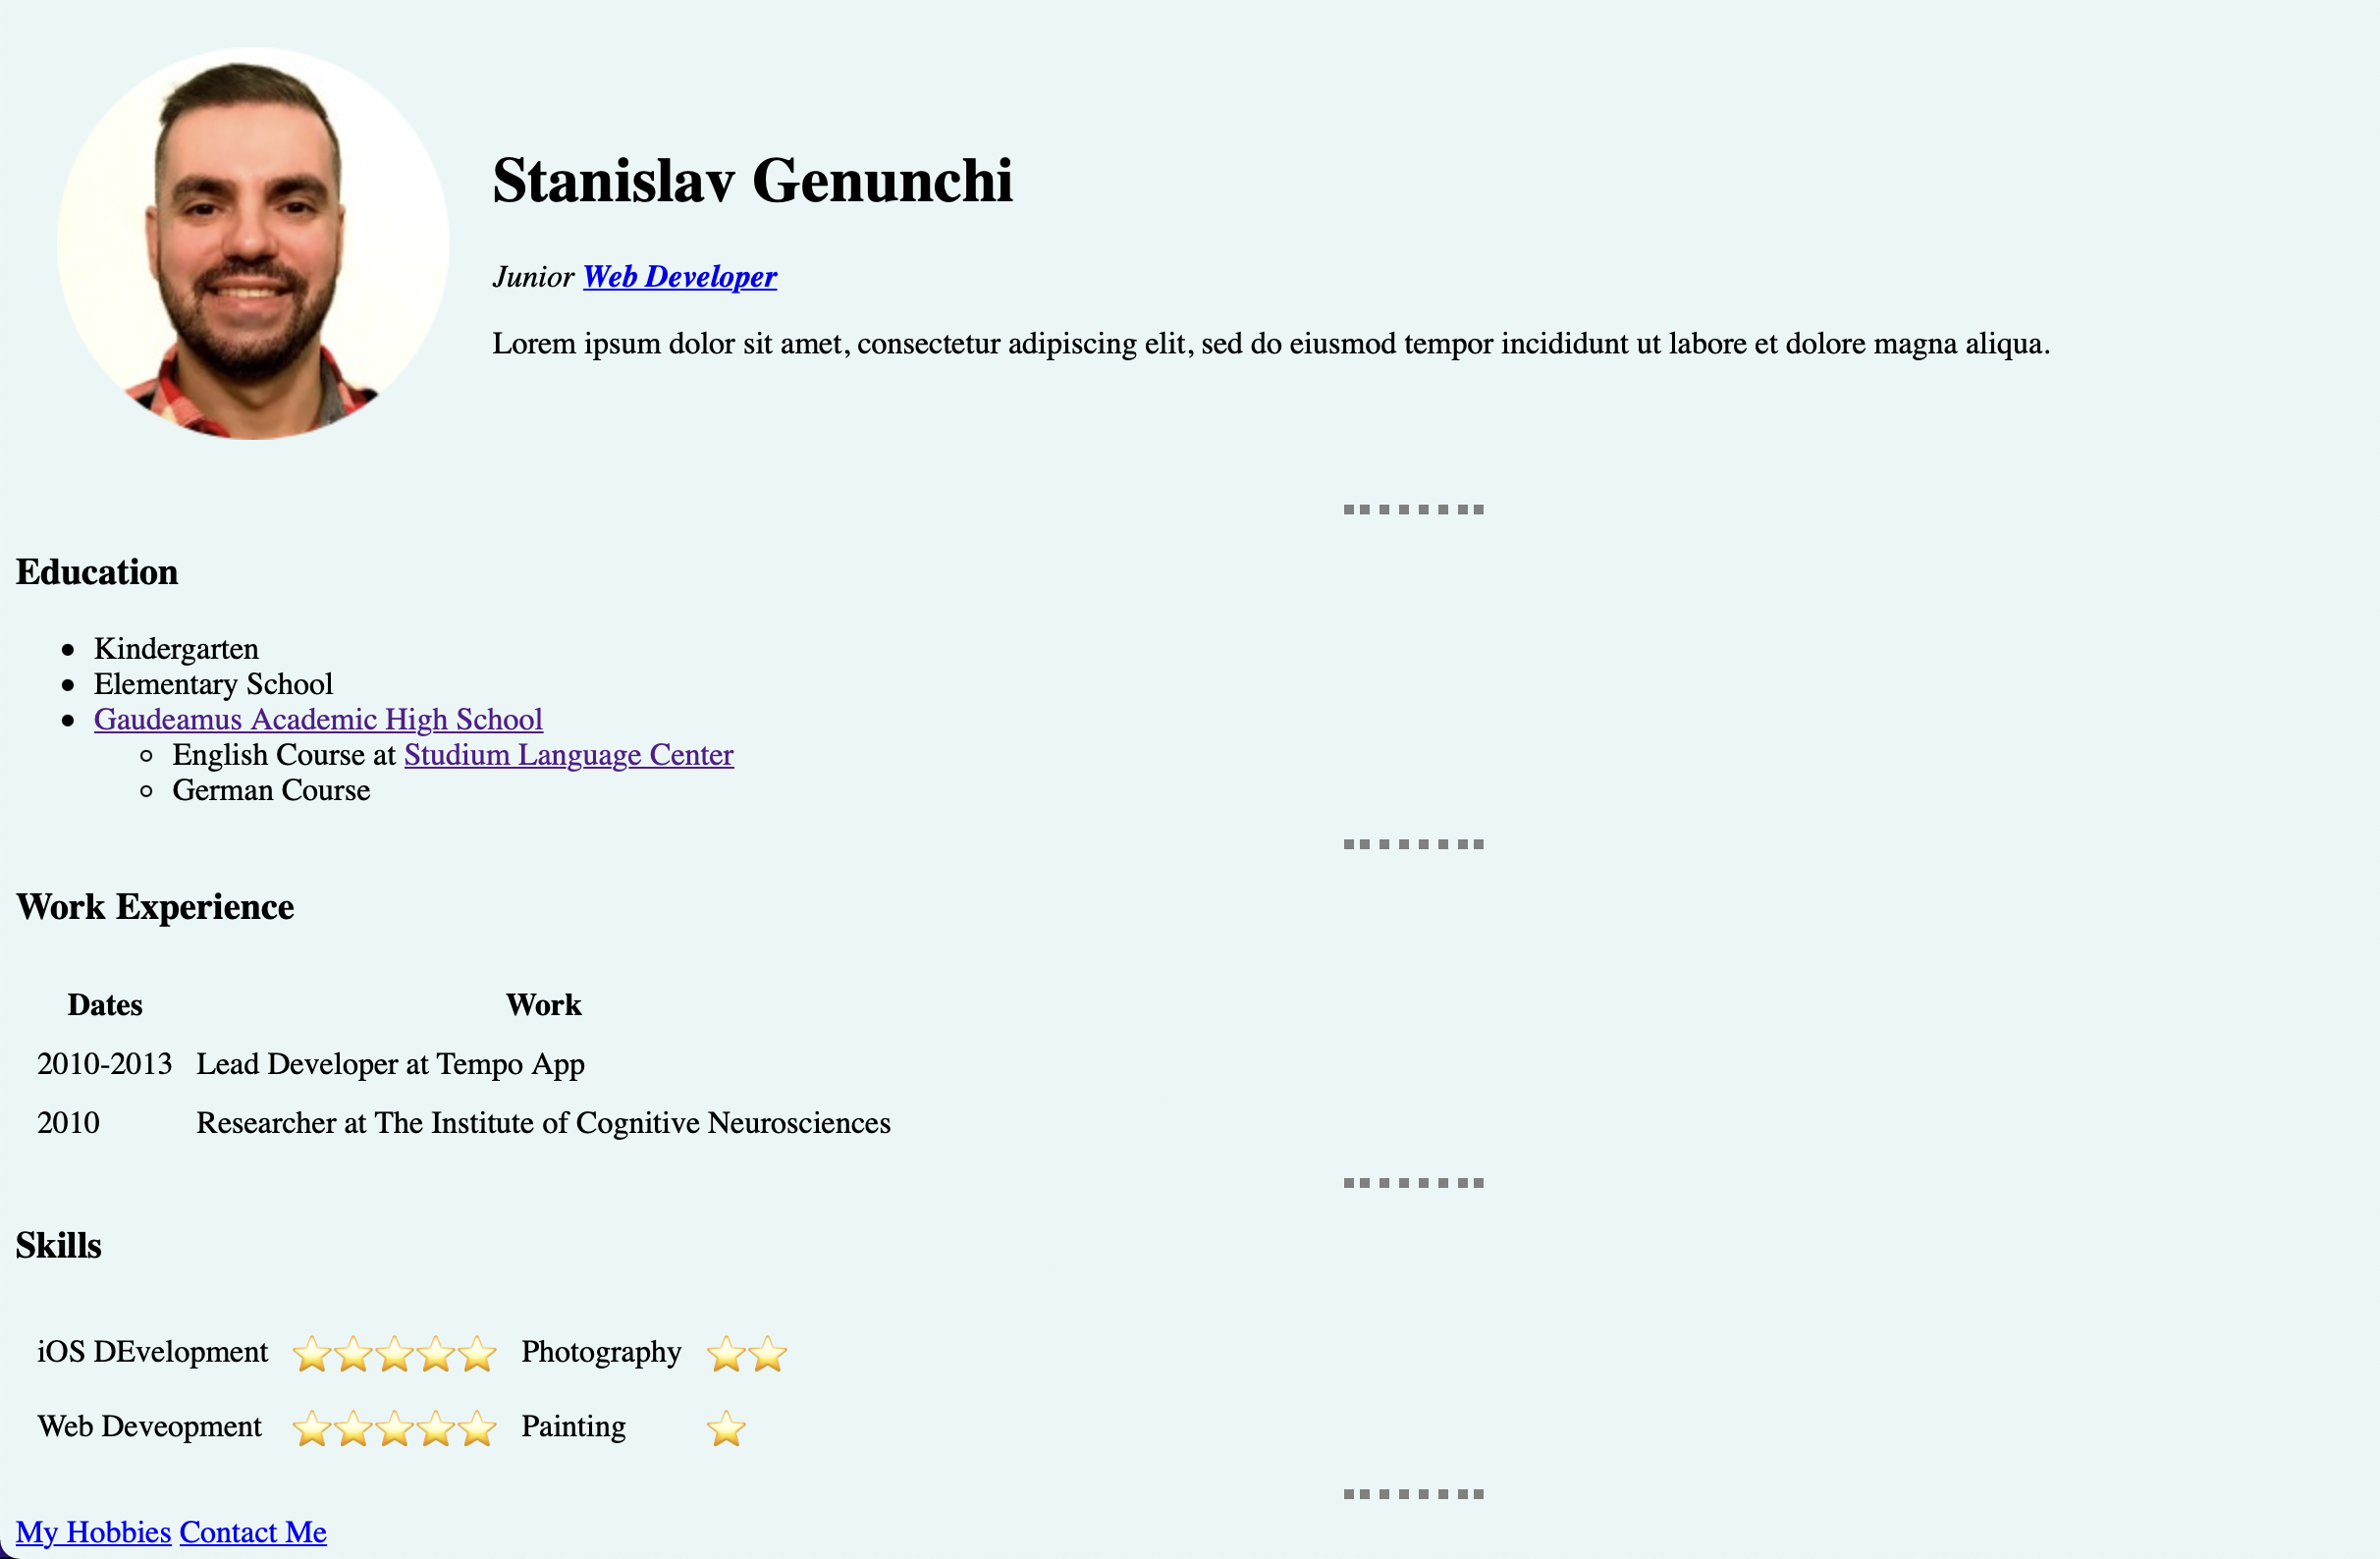 Stanislav Genunchi
Junior Web Developer
Lorem ipsum dolor sit amet, consectetur adipiscing elit, sed do eiusmod tempor incididunt ut labore et dolore magna aliqua.
Education
Kindergarten
Elementary School
Gaudeamus Academic High School
English Course at Studium Language Center
German Course
Work Experience
Dates Work
2010-2013 Lead Developer at Tempo App
2010 Researcher at The Institute of Cognitive Neurosciences
Skills
iOS DEvelopment ⭐⭐⭐⭐⭐ Photography ⭐⭐
Web Deveopment ⭐⭐⭐⭐⭐ Painting ⭐
My Hobbies Contact Me